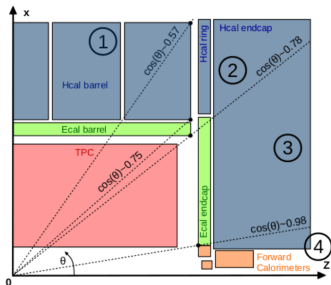 x
1
cos(θ)~0.57
Hcal ring
Hcal endcap
2
cos(θ)~0.78
Hcal barrel
Ecal barrel
TPC
cos(θ)~0.75
3
Ecal endcap
cos(θ)~0.98
4
θ
Forward
Calorimeters
z
0